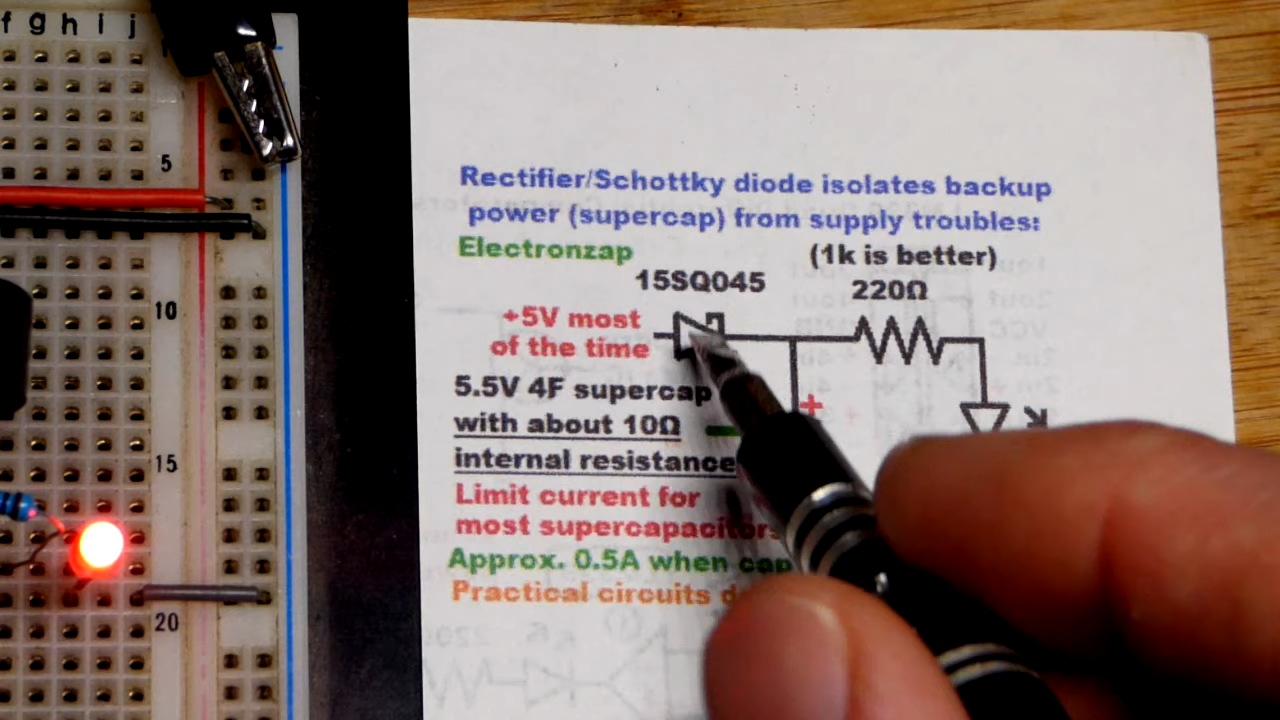 f g h i j
5
10
15
20
Rectifier/Schottky diode isolates backup
power (supercap) from supply troubles:
Electronzap
(1k is better)
15SQ045
220Ω
+5V most
of the time
5.5V 4F supercap
+
with about 10Ω
K
internal resistance
Limit current for
most supercapacitors
Approx. 0.5A when cap
Practical circuits